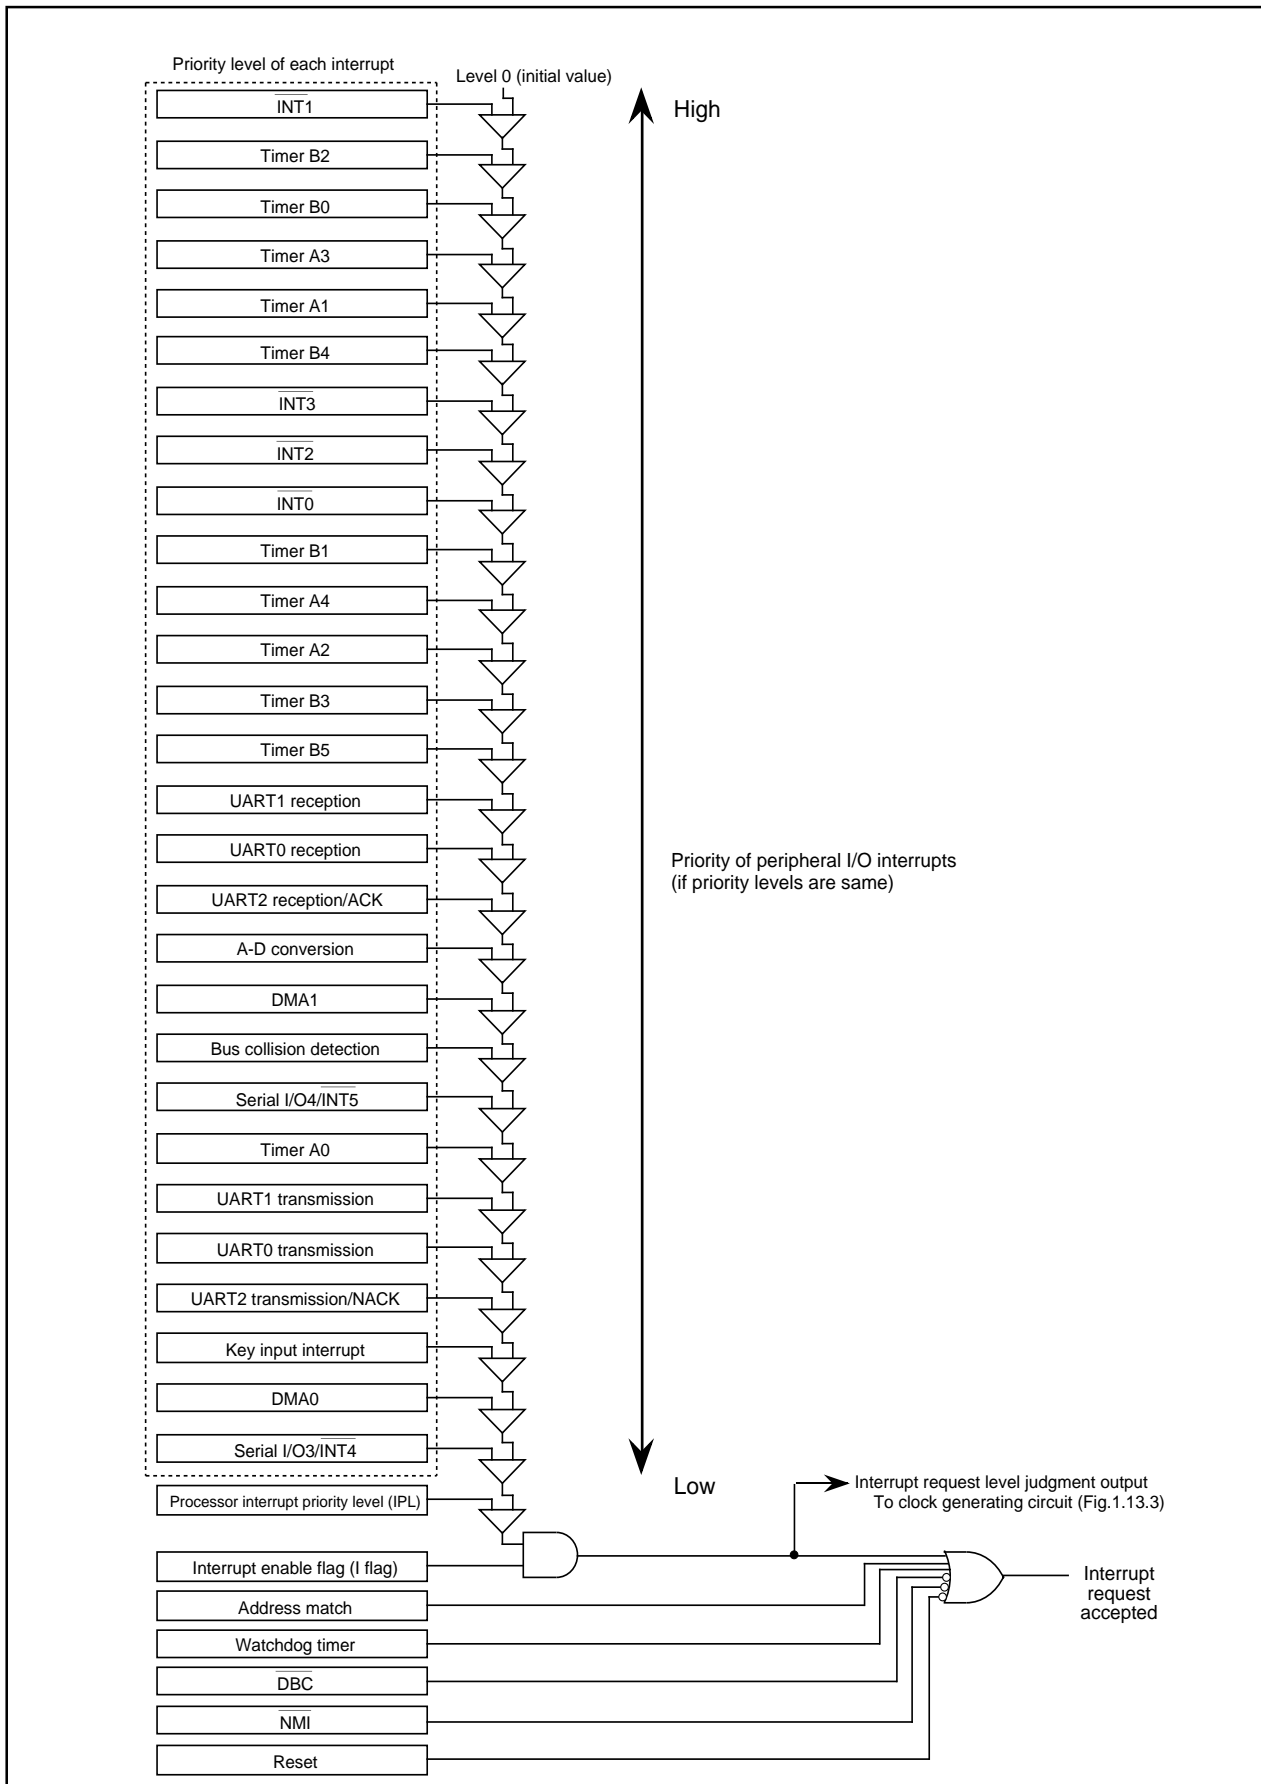 Priority level of each interrupt
Level 0 (initial value)
High
INT1
Timer B2
Timer B0
Timer A3
Timer A1
Timer B4
INT3
INT2
INT0
Timer B1
Timer A4
Timer A2
Timer B3
Timer B5
UART1 reception
UART0 reception
Priority of peripheral I/O interrupts
(if priority levels are same)
UART2 reception/ACK
A-D conversion
DMA1
Bus collision detection
Serial I/O4/INT5
Timer A0
UART1 transmission
UART0 transmission
UART2 transmission/NACK
Key input interrupt
DMA0
Serial I/O3/INT4
Low
Interrupt request level judgment output
To clock generating circuit (Fig.1.13.3)
Processor interrupt priority level (IPL)
Interrupt enable flag (I flag)
Interrupt
request
accepted
Address match
Watchdog timer
DBC
NMI
Reset